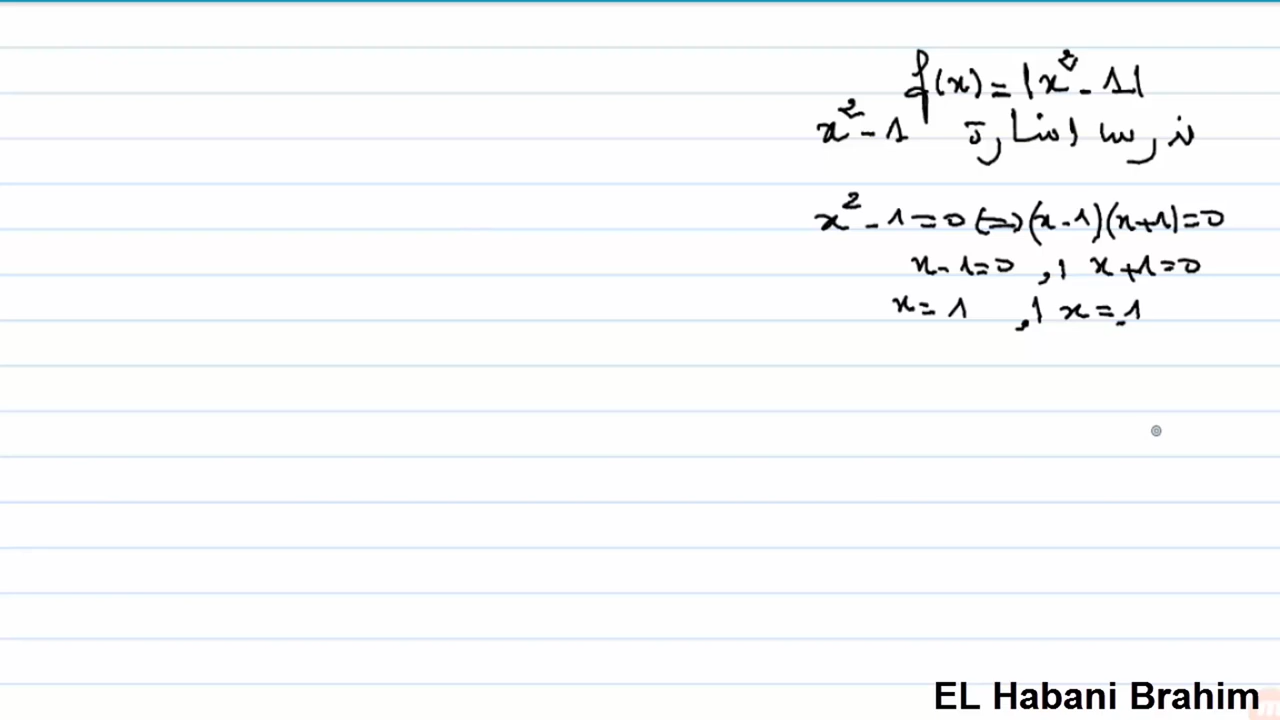 f(x) = |x² - 1|
ندرس اشارة x² - 1
x² - 1 = 0 ⇔ (x - 1)(x + 1) = 0
x - 1 = 0 أو x + 1 = 0
x = 1 أو x = -1
EL Habani Brahim